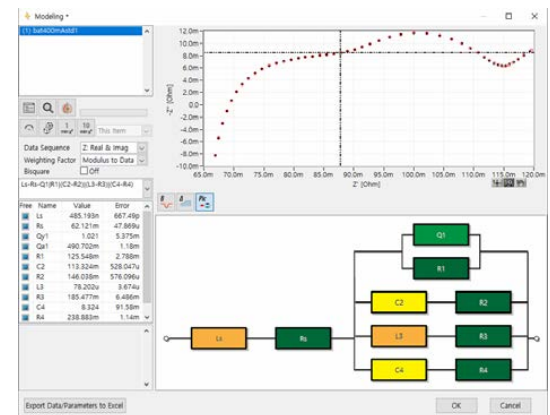 Modeling *
(1) bat400mAstd1
This item
Data Sequence Z: Real & Imag
Weighting Factor Modulus to Data
Bisquare Off
Ls-Rs-Q1|R1|(C2-R2)|(L3-R3)|(C4-R4)
Free Name Value Error
Ls 485.193n 667.49p
Rs 62.121m 47.869u
Qy1 1.021 5.375m
Qa1 490.702m 1.18m
R1 125.548m 2.788m
C2 113.324m 528.047u
R2 146.038m 576.096u
L3 78.202u 3.674u
R3 185.477m 6.486m
C4 8.324 91.58m
R4 238.883m 1.14m
Export Data/Parameters to Excel
-Z'' [Ohm]
12.0m
10.0m
8.0m
6.0m
4.0m
2.0m
0.0
-2.0m
-4.0m
-6.0m
-8.0m
-10.0m
65.0m 70.0m 75.0m 80.0m 85.0m 90.0m 95.0m 100.0m 105.0m 110.0m 115.0m 120.0m
Z' [Ohm]
Q1
R1
C2 R2
Ls Rs L3 R3
C4 R4
OK Cancel